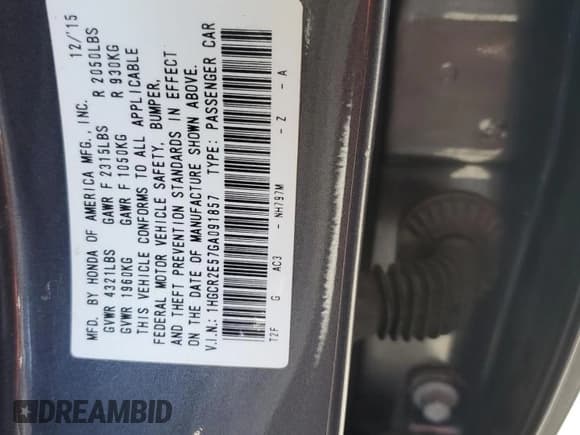 MFD. BY HONDA OF AMERICA MFG., INC. 12/'15
GVWR 4321LBS GAWR F 2315LBS R 2050LBS
GVWR 1960KG GAWR F 1050KG R 930KG
THIS VEHICLE CONFORMS TO ALL APPLICABLE
FEDERAL MOTOR VEHICLE SAFETY, BUMPER,
AND THEFT PREVENTION STANDARDS IN EFFECT
ON THE DATE OF MANUFACTURE SHOWN ABOVE.
V.I.N.: 1HGCR2E57GA091857 TYPE: PASSENGER CAR
T2F G AC3 - NH797M - Z - A
DREAMBID